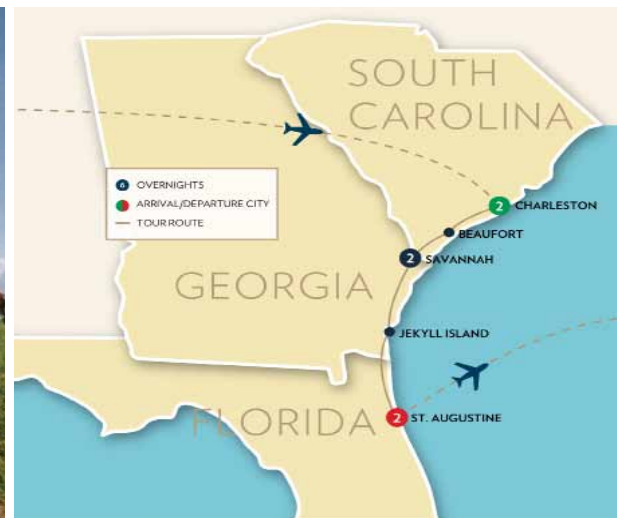 SOUTH
CAROLINA
6 OVERNIGHTS
ARRIVAL/DEPARTURE CITY
TOUR ROUTE
2 CHARLESTON
BEAUFORT
2 SAVANNAH
GEORGIA
JEKYLL ISLAND
FLORIDA
2 ST. AUGUSTINE